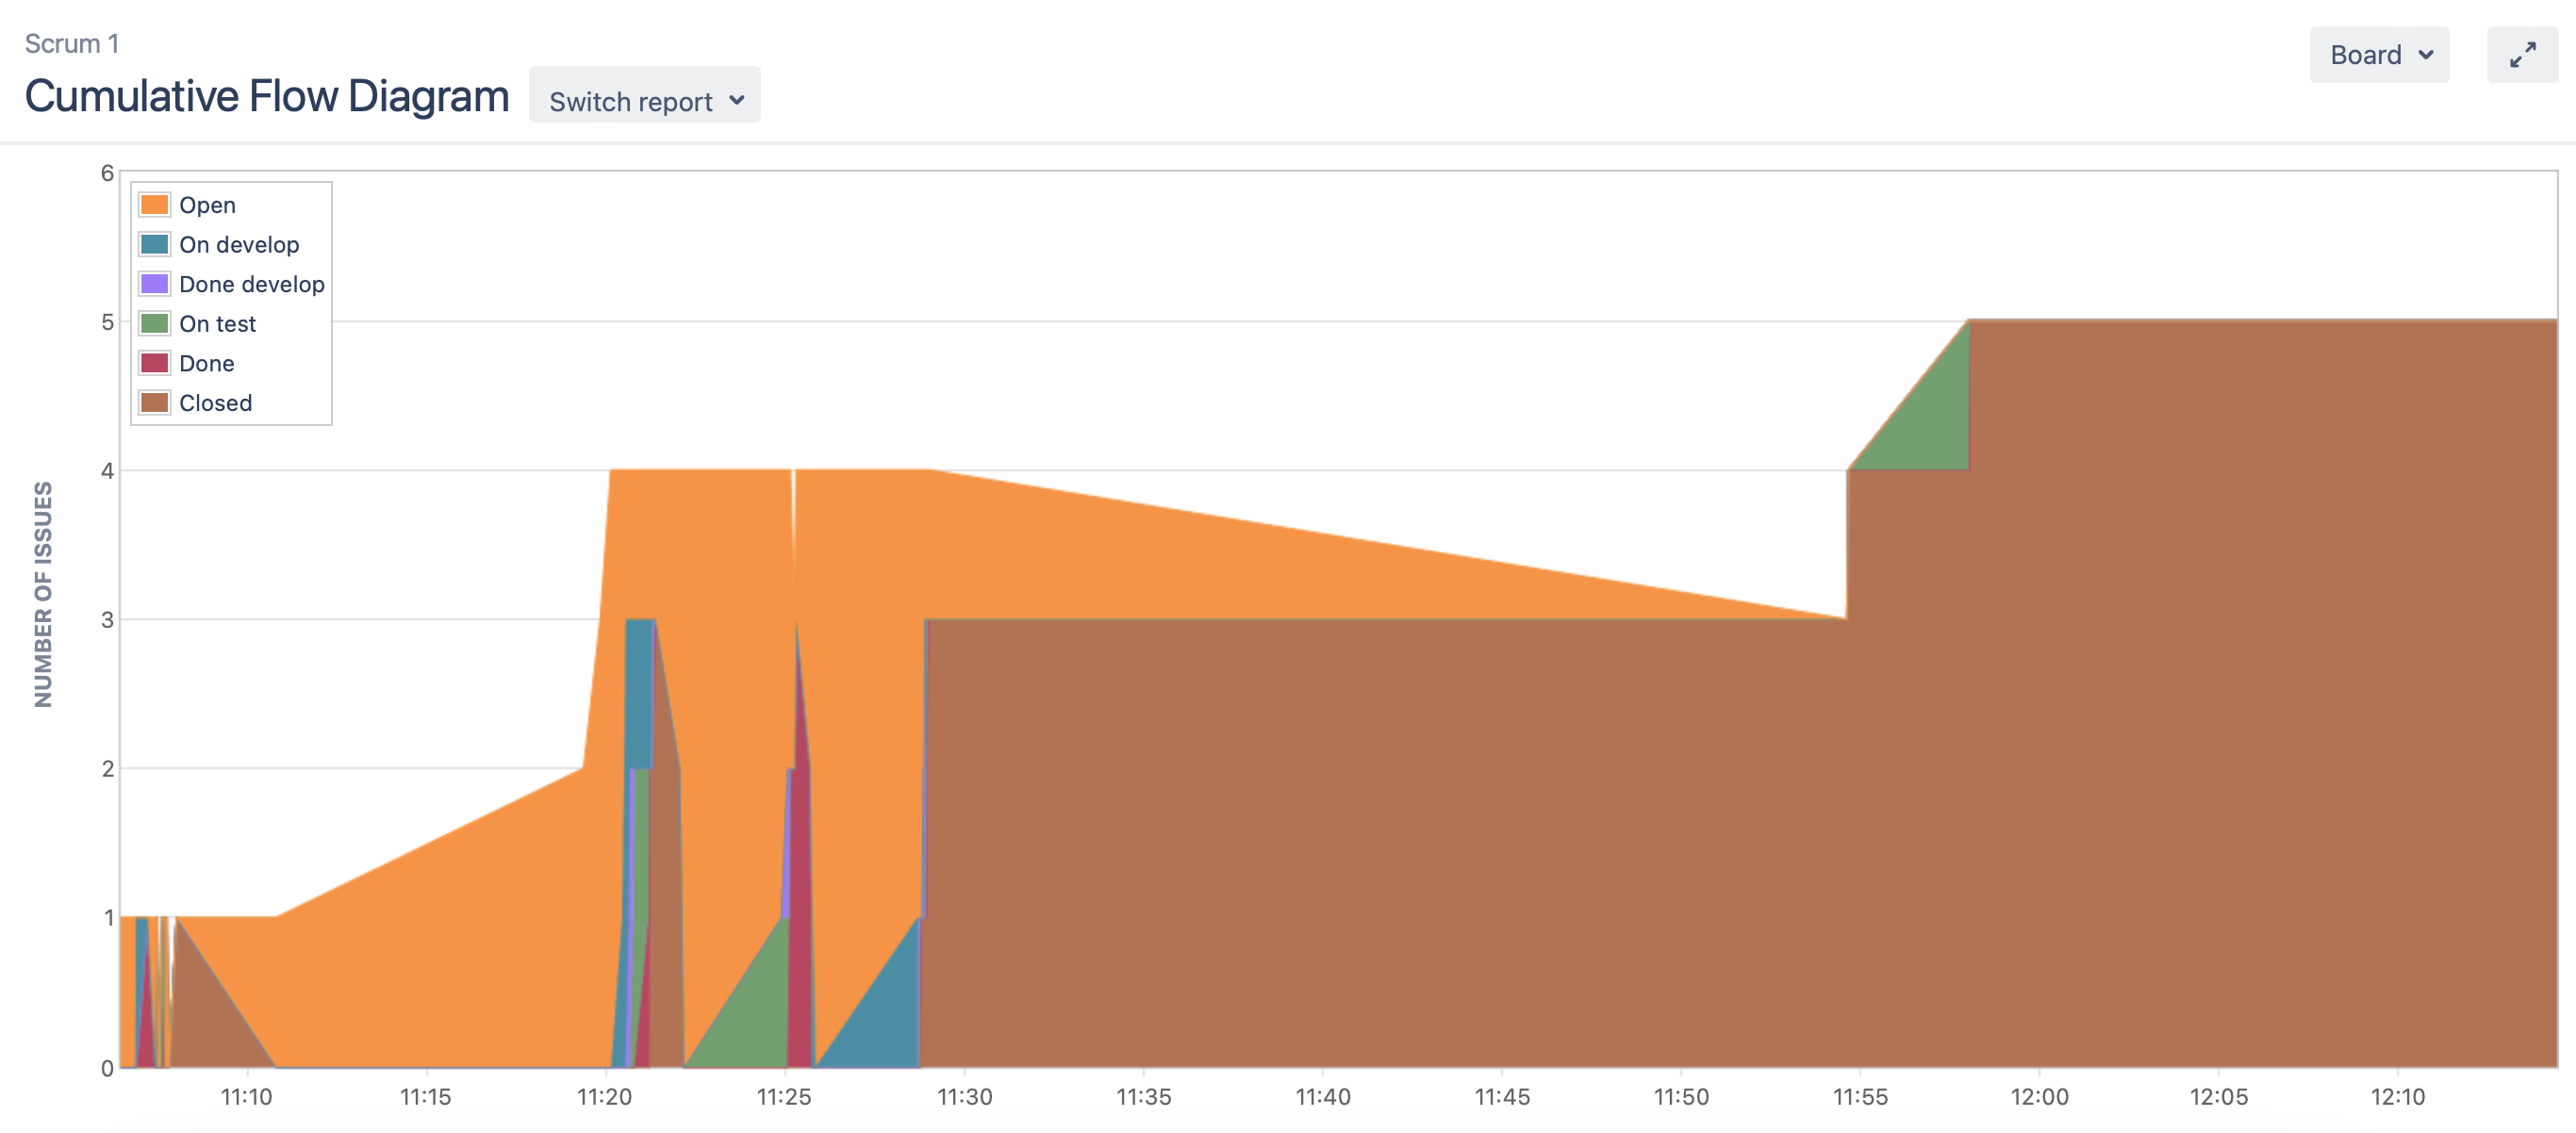 Scrum 1
Cumulative Flow Diagram
Switch report
Board
NUMBER OF ISSUES
6
5
4
3
2
1
0
Open
On develop
Done develop
On test
Done
Closed
11:10 11:15 11:20 11:25 11:30 11:35 11:40 11:45 11:50 11:55 12:00 12:05 12:10